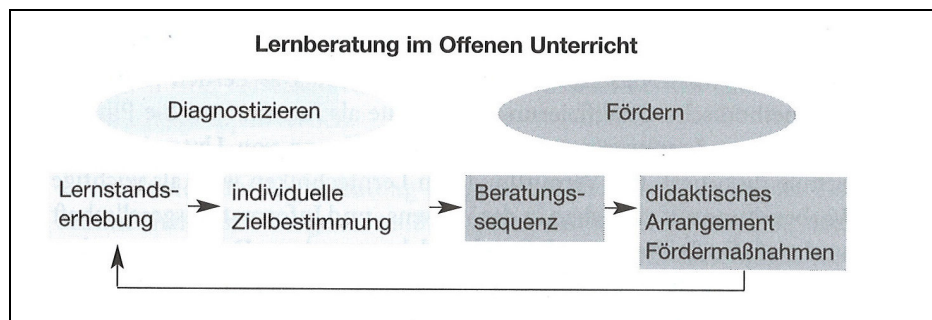 Lernberatung im Offenen Unterricht
Diagnostizieren
Fördern
Lernstands-
erhebung
individuelle
Zielbestimmung
Beratungs-
sequenz
didaktisches
Arrangement
Fördermaßnahmen